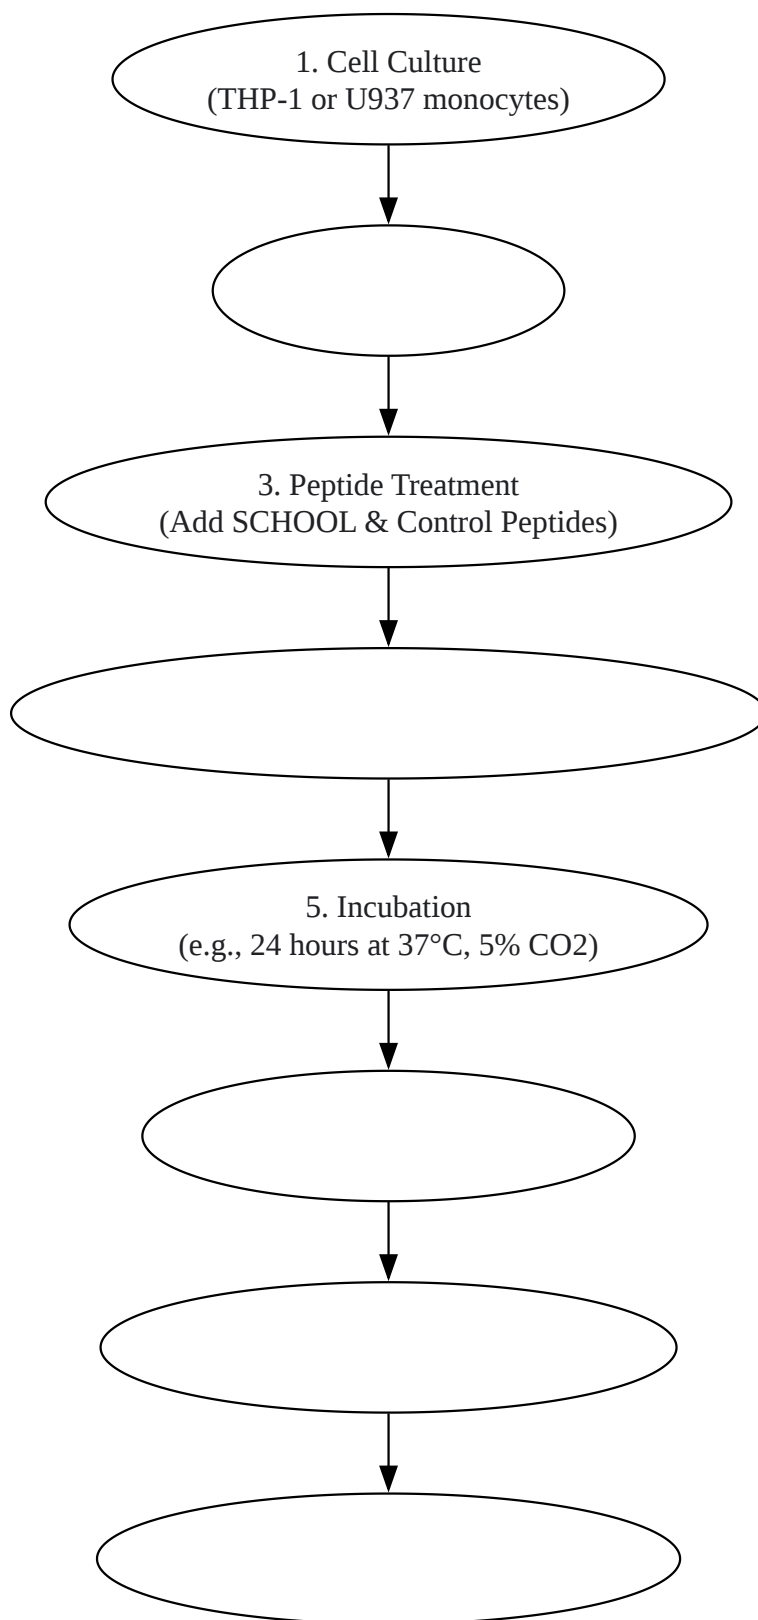 1. Cell Culture
(THP-1 or U937 monocytes)
3. Peptide Treatment
(Add SCHOOL & Control Peptides)
5. Incubation
(e.g., 24 hours at 37°C, 5% CO2)